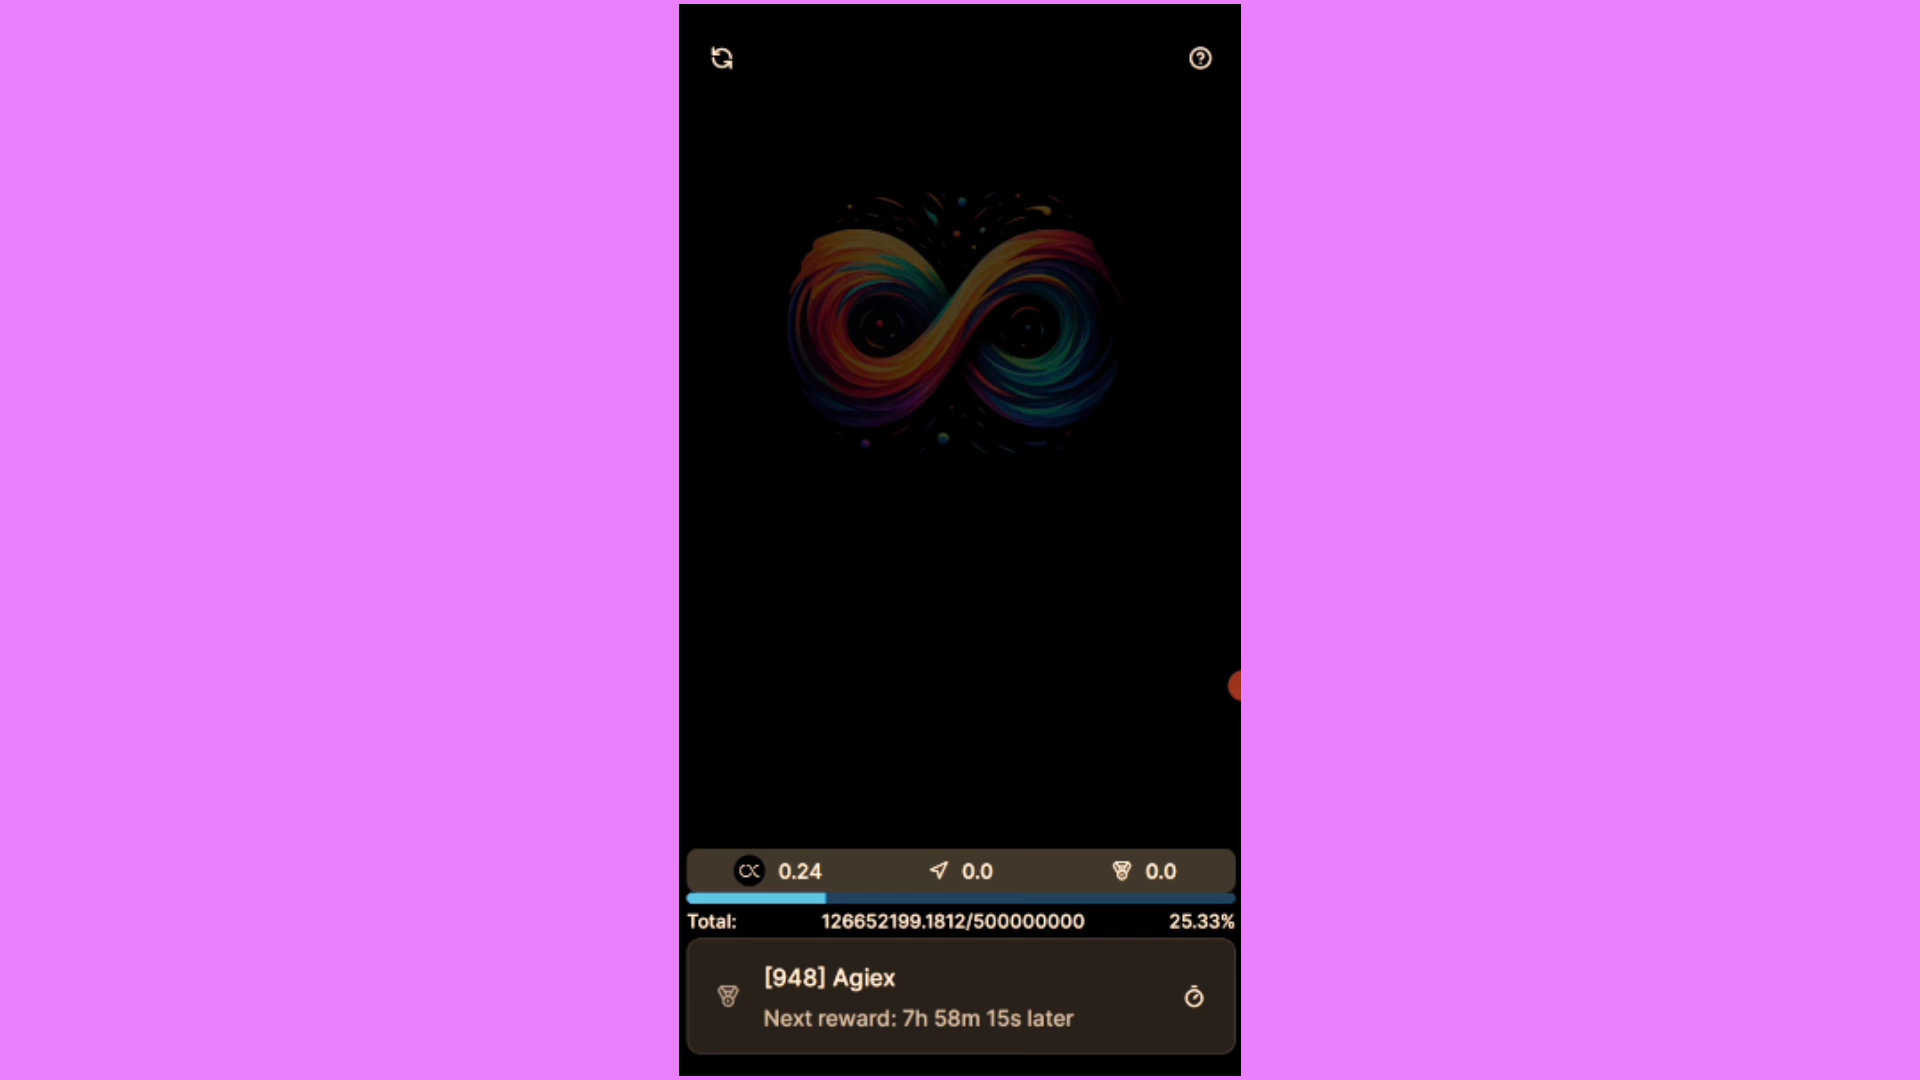 0.24 0.0 0.0
Total: 126652199.1812/500000000 25.33%
[948] Agiex
Next reward: 7h 58m 15s later